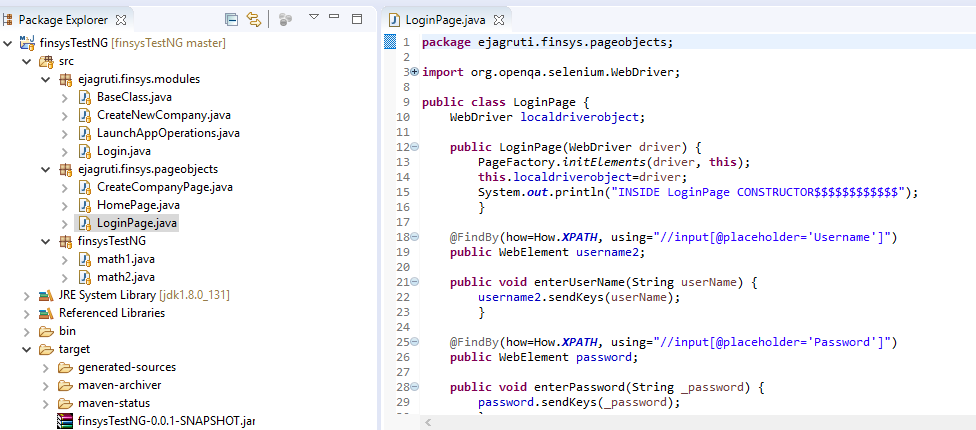 Package Explorer
finsysTestNG [finsysTestNG master]
src
ejagruti.finsys.modules
BaseClass.java
CreateNewCompany.java
LaunchAppOperations.java
Login.java
ejagruti.finsys.pageobjects
CreateCompanyPage.java
HomePage.java
LoginPage.java
finsysTestNG
math1.java
math2.java
JRE System Library [jdk1.8.0_131]
Referenced Libraries
bin
target
generated-sources
maven-archiver
maven-status
finsysTestNG-0.0.1-SNAPSHOT.jar
LoginPage.java
1 package ejagruti.finsys.pageobjects;
2
3 import org.openqa.selenium.WebDriver;
8
9 public class LoginPage {
10 WebDriver localdriverobject;
11
12 public LoginPage(WebDriver driver) {
13 PageFactory.initElements(driver, this);
14 this.localdriverobject=driver;
15 System.out.println("INSIDE LoginPage CONSTRUCTOR$$$$$$$$$$$$");
16 }
17
18 @FindBy(how=How.XPATH, using="//input[@placeholder='Username']")
19 public WebElement username2;
20
21 public void enterUserName(String userName) {
22 username2.sendKeys(userName);
23 }
24
25 @FindBy(how=How.XPATH, using="//input[@placeholder='Password']")
26 public WebElement password;
27
28 public void enterPassword(String _password) {
29 password.sendKeys(_password);